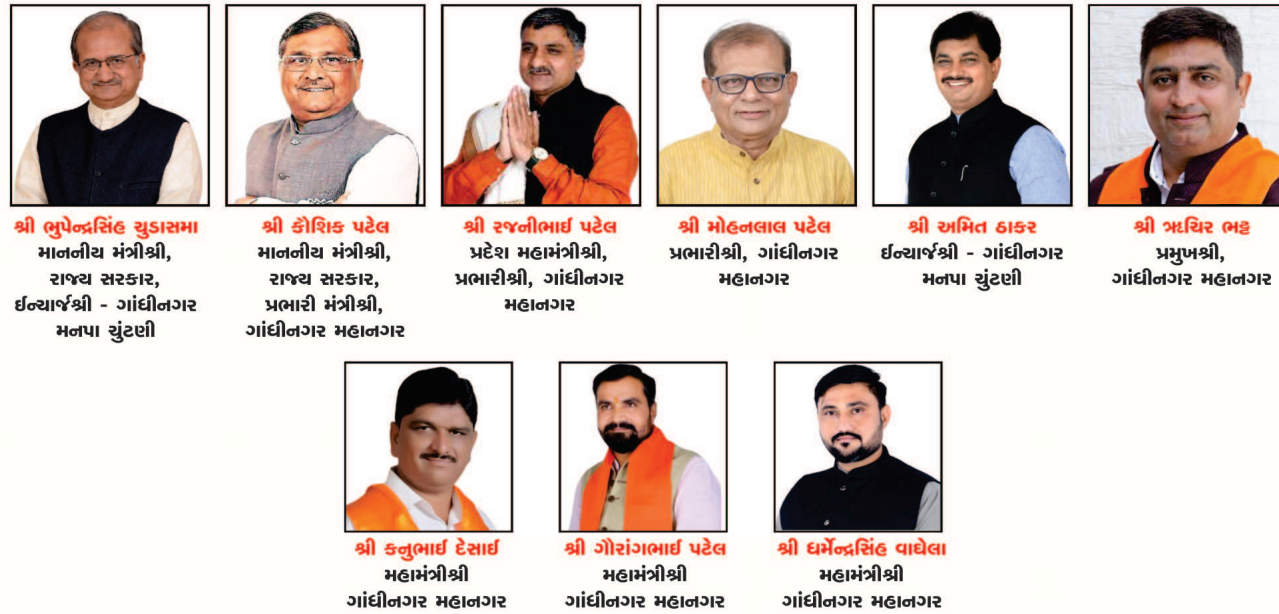 શ્રી ભુપેન્દ્રસિંહ ચુડાસમા
માનનીય મંત્રીશ્રી,
રાજ્ય સરકાર,
ઈન્ચાર્જશ્રી - ગાંધીનગર
મનપા ચુંટણી
શ્રી કૌશિક પટેલ
માનનીય મંત્રીશ્રી,
રાજ્ય સરકાર,
પ્રભારી મંત્રીશ્રી,
ગાંધીનગર મહાનગર
શ્રી રજનીભાઈ પટેલ
પ્રદેશ મહામંત્રીશ્રી,
પ્રભારીશ્રી, ગાંધીનગર
મહાનગર
શ્રી મોહનલાલ પટેલ
પ્રભારીશ્રી, ગાંધીનગર
મહાનગર
શ્રી અમિત ઠાકર
ઈન્ચાર્જશ્રી - ગાંધીનગર
મનપા ચુંટણી
શ્રી ઋચિર ભટ્ટ
પ્રમુખશ્રી,
ગાંધીનગર મહાનગર
શ્રી કનુભાઈ દેસાઈ
મહામંત્રીશ્રી
ગાંધીનગર મહાનગર
શ્રી ગૌરાંગભાઈ પટેલ
મહામંત્રીશ્રી
ગાંધીનગર મહાનગર
શ્રી ધર્મેન્દ્રસિંહ વાઘેલા
મહામંત્રીશ્રી
ગાંધીનગર મહાનગર